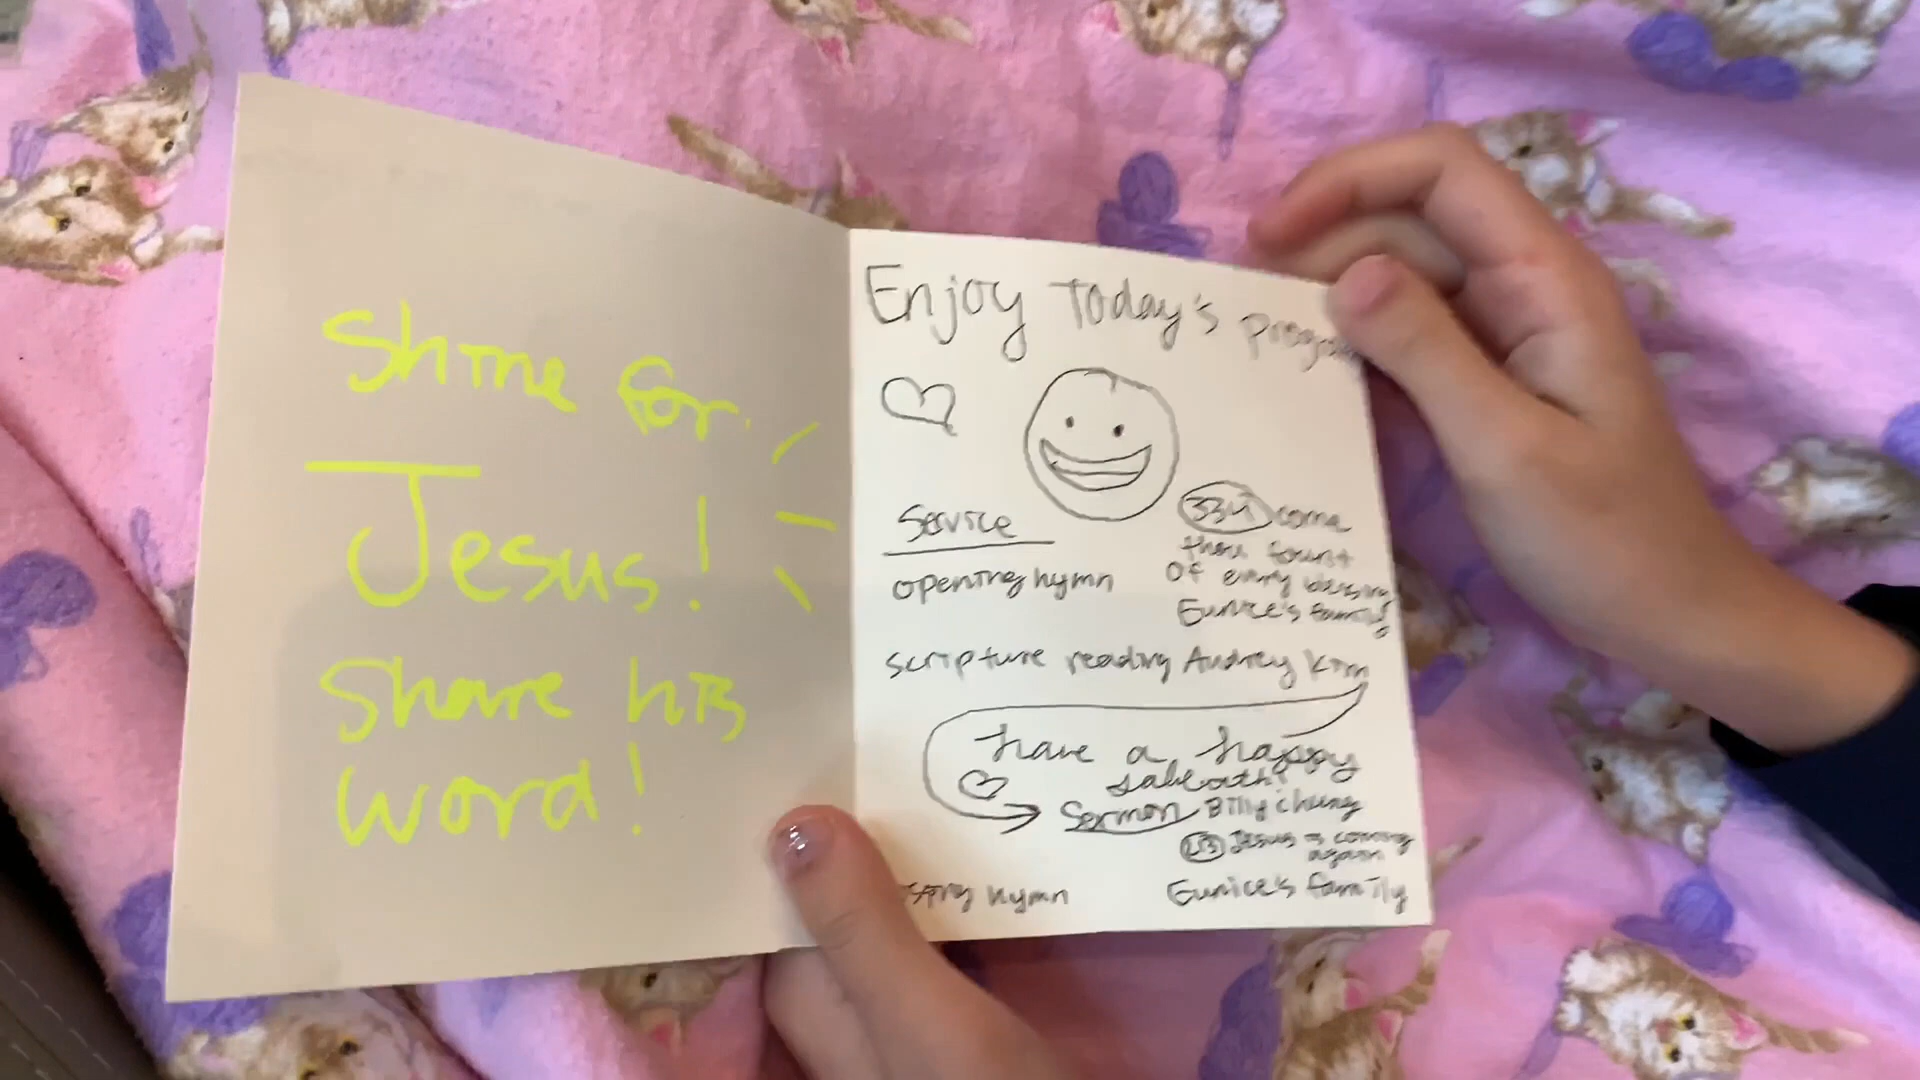 Shine for
Jesus!
Share his
word!
Enjoy Today's
Service
opening hymn
334 come
thou fount
of every blessing
Eunice's family
scripture reading Audrey Kim
have a happy
sabbath!
Sermon Billy chung
213 Jesus is coming
again
hymn
Eunice's family